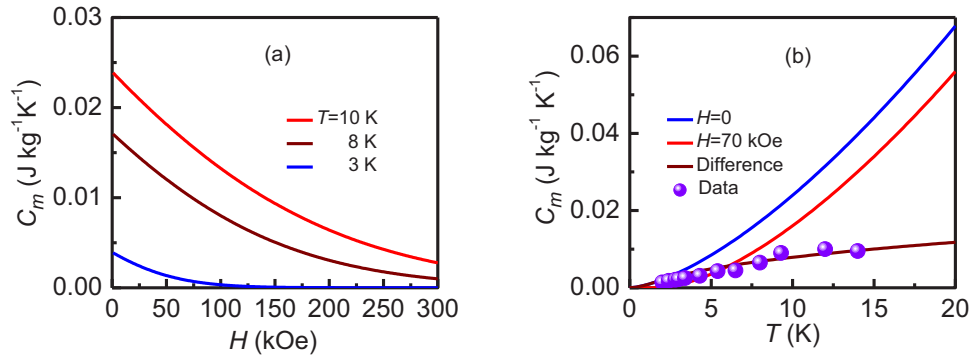 (a)
C_m (J kg⁻¹K⁻¹)
0.03
0.02
0.01
0.00
T=10 K
8 K
3 K
0 50 100 150 200 250 300
H (kOe)
(b)
C_m (J kg⁻¹ K⁻¹)
0.06
0.04
0.02
0.00
H=0
H=70 kOe
Difference
Data
0 5 10 15 20
T (K)